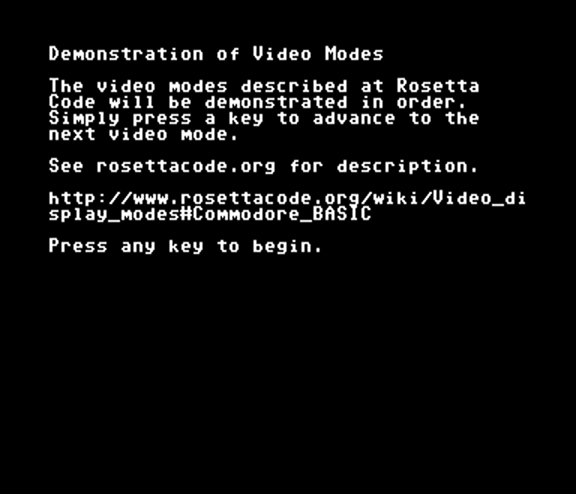 Demonstration of Video Modes
The video modes described at Rosetta
Code will be demonstrated in order.
Simply press a key to advance to the
next video mode.
See rosettacode.org for description.
http://www.rosettacode.org/wiki/Video_di
splay_modes#Commodore_BASIC
Press any key to begin.